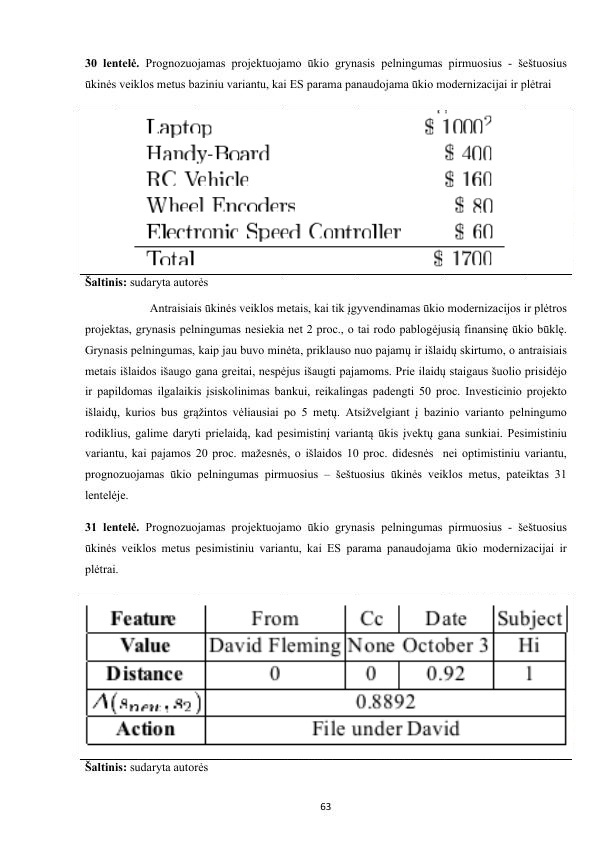 30 lentelė. Prognozuojamas projektuojamo ūkio grynasis pelningumas pirmuosius - šeštuosius
ūkinės veiklos metus baziniu variantu, kai ES parama panaudojama ūkio modernizacijai ir plėtrai
Laptop $ 1000²
Handy-Board $ 400
RC Vehicle $ 160
Wheel Encoders $ 80
Electronic Speed Controller $ 60
Total $ 1700
Šaltinis: sudaryta autorės
Antraisiais ūkinės veiklos metais, kai tik įgyvendinamas ūkio modernizacijos ir plėtros
projektas, grynasis pelningumas nesiekia net 2 proc., o tai rodo pablogėjusią finansinę ūkio būklę.
Grynasis pelningumas, kaip jau buvo minėta, priklauso nuo pajamų ir išlaidų skirtumo, o antraisiais
metais išlaidos išaugo gana greitai, nespėjus išaugti pajamoms. Prie ilaidų staigaus šuolio prisidėjo
ir papildomas ilgalaikis įsiskolinimas bankui, reikalingas padengti 50 proc. Investicinio projekto
išlaidų, kurios bus grąžintos vėliausiai po 5 metų. Atsižvelgiant į bazinio varianto pelningumo
rodiklius, galime daryti prielaidą, kad pesimistinį variantą ūkis įvektų gana sunkiai. Pesimistiniu
variantu, kai pajamos 20 proc. mažesnės, o išlaidos 10 proc. didesnės nei optimistiniu variantu,
prognozuojamas ūkio pelningumas pirmuosius – šeštuosius ūkinės veiklos metus, pateiktas 31
lentelėje.
31 lentelė. Prognozuojamas projektuojamo ūkio grynasis pelningumas pirmuosius - šeštuosius
ūkinės veiklos metus pesimistiniu variantu, kai ES parama panaudojama ūkio modernizacijai ir
plėtrai.
Feature From Cc Date Subject
Value David Fleming None October 3 Hi
Distance 0 0 0.92 1
Λ(s_new, s_2) 0.8892
Action File under David
Šaltinis: sudaryta autorės
63